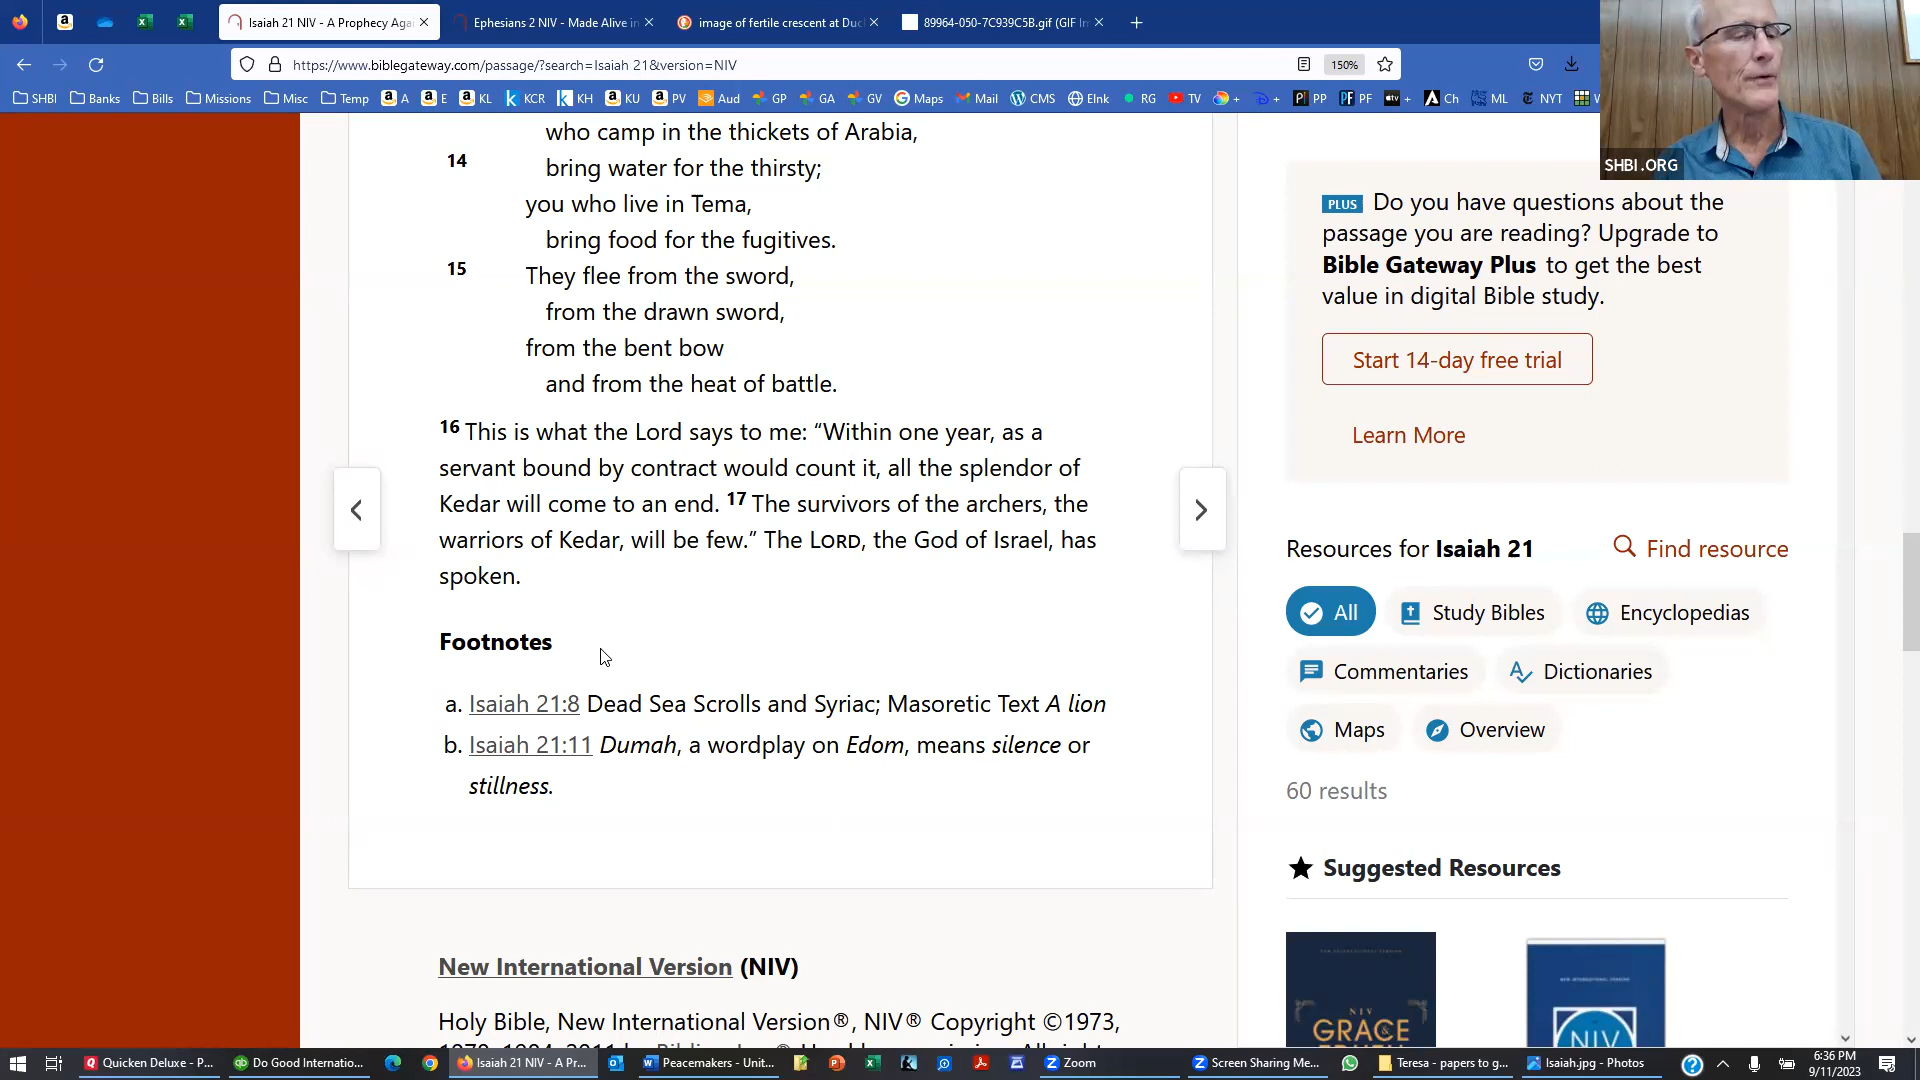 Isaiah 21 NIV - A Prophecy Aga
Ephesians 2 NIV - Made Alive in
image of fertile crescent at Duc
89964-050-7C939C5B.gif (GIF Im
https://www.biblegateway.com/passage/?search=Isaiah 21&version=NIV
150%
SHBI
Banks
Bills
Missions
Misc
Temp
A
E
KL
KCR
KH
KU
PV
Aud
GP
GA
GV
Maps
Mail
CMS
EInk
RG
TV
+
+
PP
PF
+
Ch
ML
NYT
SHBI.ORG
who camp in the thickets of Arabia,
14 bring water for the thirsty;
you who live in Tema,
bring food for the fugitives.
15 They flee from the sword,
from the drawn sword,
from the bent bow
and from the heat of battle.
16 This is what the Lord says to me: “Within one year, as a
servant bound by contract would count it, all the splendor of
Kedar will come to an end. 17 The survivors of the archers, the
warriors of Kedar, will be few.” The LORD, the God of Israel, has
spoken.
Footnotes
a. Isaiah 21:8 Dead Sea Scrolls and Syriac; Masoretic Text A lion
b. Isaiah 21:11 Dumah, a wordplay on Edom, means silence or
stillness.
New International Version (NIV)
Holy Bible, New International Version®, NIV® Copyright ©1973,
PLUS Do you have questions about the
passage you are reading? Upgrade to
Bible Gateway Plus to get the best
value in digital Bible study.
Start 14-day free trial
Learn More
Resources for Isaiah 21
Find resource
All
Study Bibles
Encyclopedias
Commentaries
Dictionaries
Maps
Overview
60 results
Suggested Resources
NIV
GRACE &
NIV
Quicken Deluxe - P...
Do Good Internatio...
Isaiah 21 NIV - A Pr...
Peacemakers - Unit...
Zoom
Screen Sharing Me...
Teresa - papers to g...
Isaiah.jpg - Photos
6:36 PM
9/11/2023